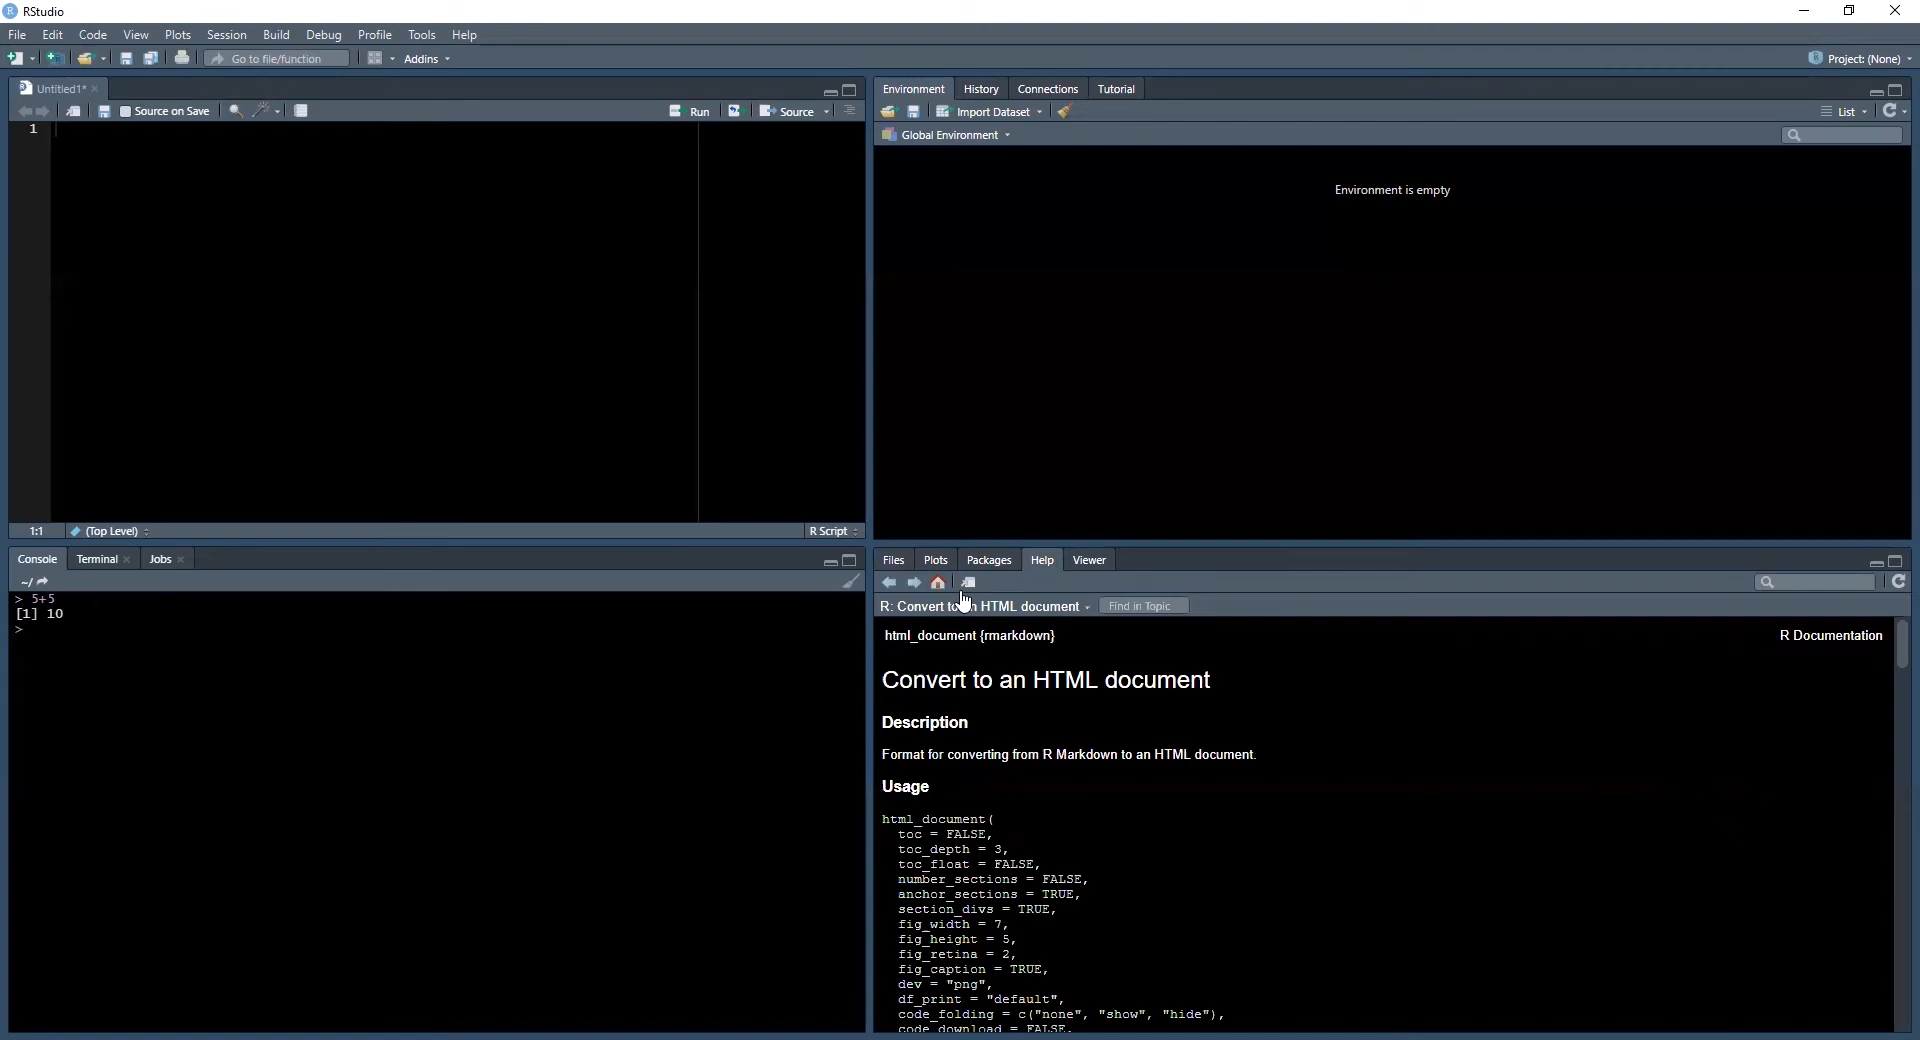 RStudio
File Edit Code View Plots Session Build Debug Profile Tools Help
Go to file/function Addins Project: (None)
Untitled1*
Source on Save Run Source
1
1:1 (Top Level) R Script
Console Terminal Jobs
~/
> 5+5
[1] 10
>
Environment History Connections Tutorial
Import Dataset List
Global Environment
Environment is empty
Files Plots Packages Help Viewer
R: Convert to an HTML document Find in Topic
html_document {rmarkdown} R Documentation
Convert to an HTML document
Description
Format for converting from R Markdown to an HTML document.
Usage
html_document(
toc = FALSE,
toc_depth = 3,
toc_float = FALSE,
number_sections = FALSE,
anchor_sections = TRUE,
section_divs = TRUE,
fig_width = 7,
fig_height = 5,
fig_retina = 2,
fig_caption = TRUE,
dev = "png",
df_print = "default",
code_folding = c("none", "show", "hide"),
code_download = FALSE,